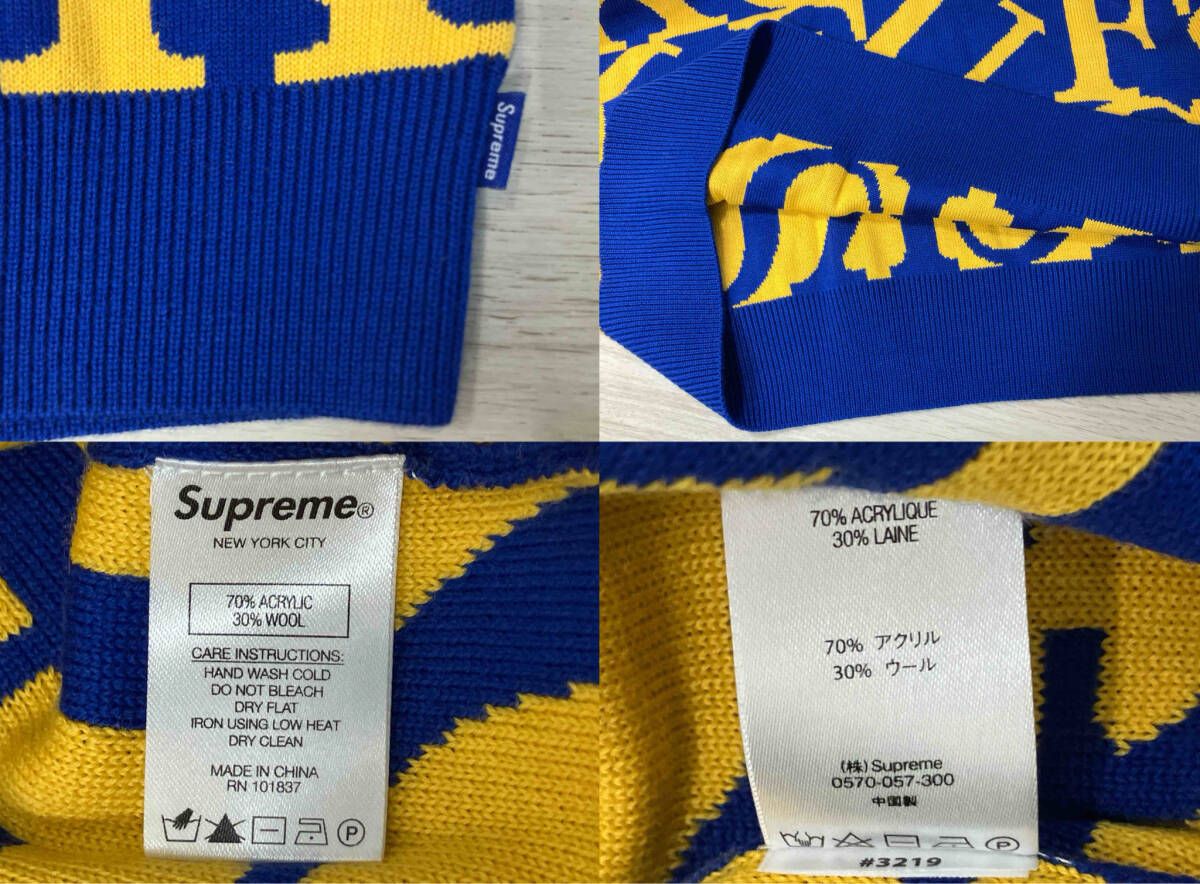 Supreme
Supreme®
NEW YORK CITY
70% ACRYLIC
30% WOOL
CARE INSTRUCTIONS:
HAND WASH COLD
DO NOT BLEACH
DRY FLAT
IRON USING LOW HEAT
DRY CLEAN
MADE IN CHINA
RN 101837
P
70% ACRYLIQUE
30% LAINE
70% アクリル
30% ウール
(株) Supreme
0570-057-300
中国製
P
#3219